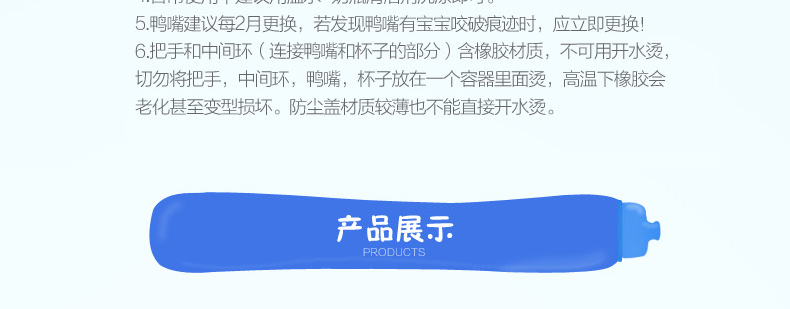 5.鸭嘴建议每2月更换，若发现鸭嘴有宝宝咬破痕迹时，应立即更换！
6.把手和中间环（连接鸭嘴和杯子的部分）含橡胶材质，不可用开水烫，
切勿将把手，中间环，鸭嘴，杯子放在一个容器里面烫，高温下橡胶会
老化甚至变型损坏。防尘盖材质较薄也不能直接开水烫。
产品展示
PRODUCTS